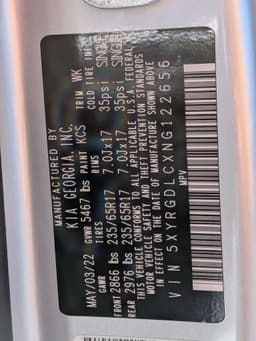 MANUFACTURED BY
KIA GEORGIA, INC.
MAY/03/22 GVWR 5467 lbs PAINT KCS TRIM WK
GAWR TIRES RAMS COLD TIRE INFL
FRONT 2866 lbs 235/65R17 7.0Jx17 35psi SINGLE
REAR 2976 lbs 235/65R17 7.0Jx17 35psi SINGLE
THIS VEHICLE CONFORMS TO ALL APPLICABLE U.S.A. FEDERAL
MOTOR VEHICLE SAFETY AND THEFT PREVENTION STANDARDS
IN EFFECT ON THE DATE OF MANUFACTURE SHOWN ABOVE
VIN 5XYRGDLCXNG122656
MPV